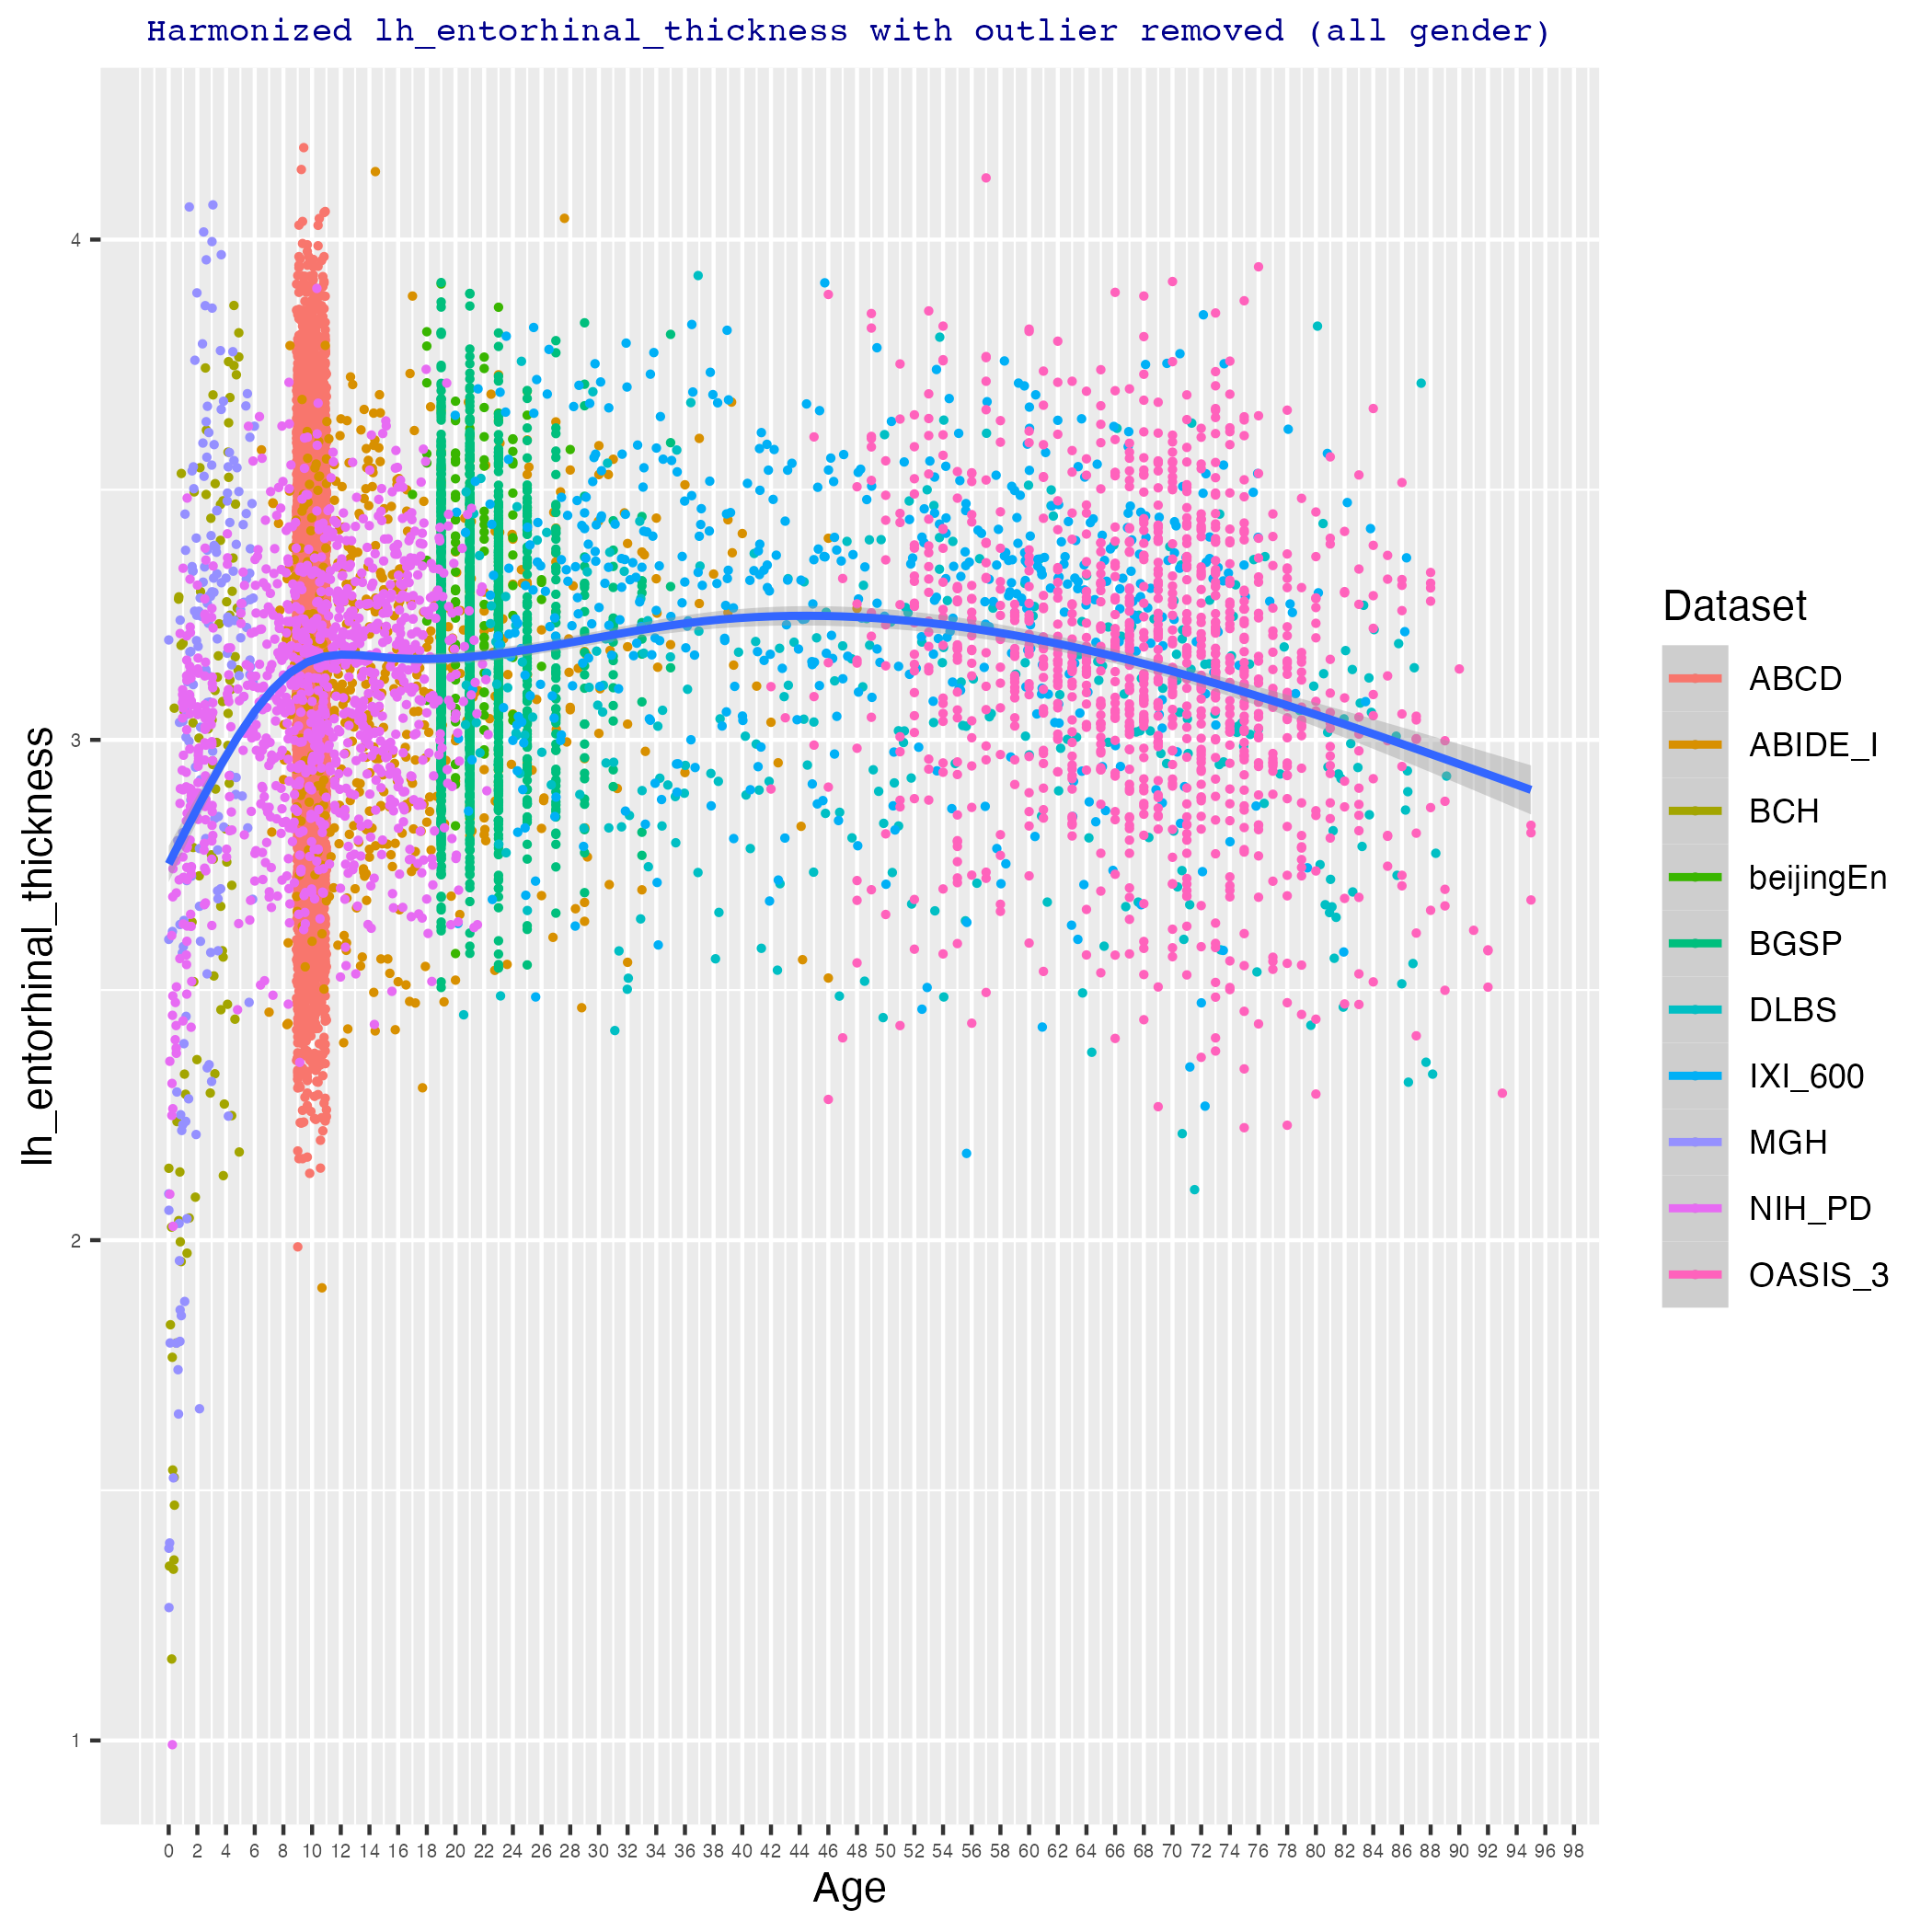 Harmonized lh_entorhinal_thickness with outlier removed (all gender)
lh_entorhinal_thickness
4
3
2
1
0 2 4 6 8 10 12 14 16 18 20 22 24 26 28 30 32 34 36 38 40 42 44 46 48 50 52 54 56 58 60 62 64 66 68 70 72 74 76 78 80 82 84 86 88 90 92 94 96 98
Age
Dataset
ABCD
ABIDE_I
BCH
beijingEn
BGSP
DLBS
IXI_600
MGH
NIH_PD
OASIS_3